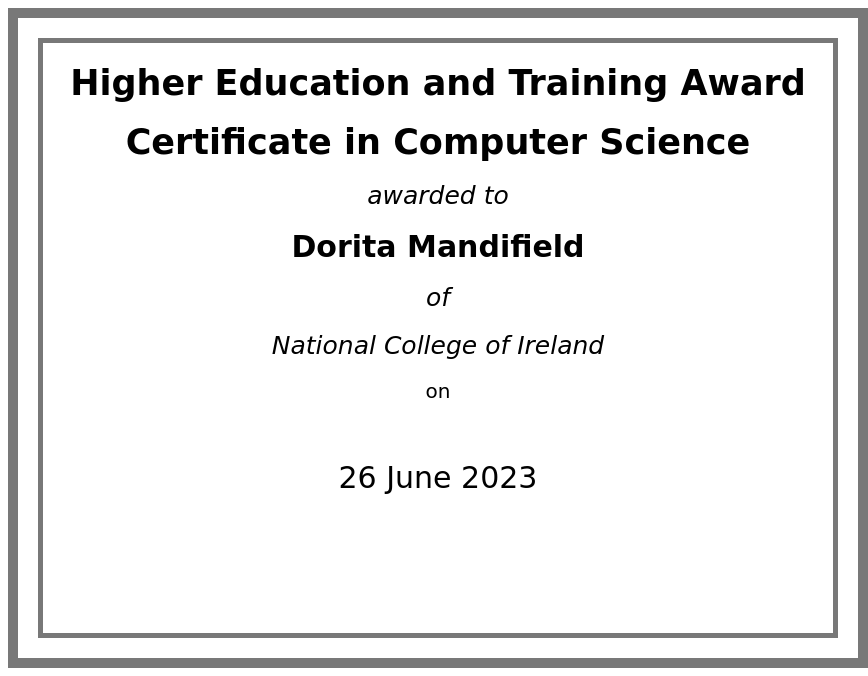 Higher Education and Training Award
Certificate in Computer Science
awarded to
Dorita Mandifield
of
National College of Ireland
on
26 June 2023